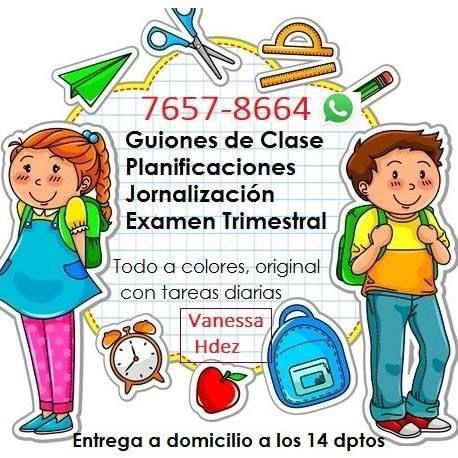 7657-8664
Guiones de Clase
Planificaciones
Jornalización
Examen Trimestral
Todo a colores, original
con tareas diarias
Vanessa
Hdez
Entrega a domicilio a los 14 dptos